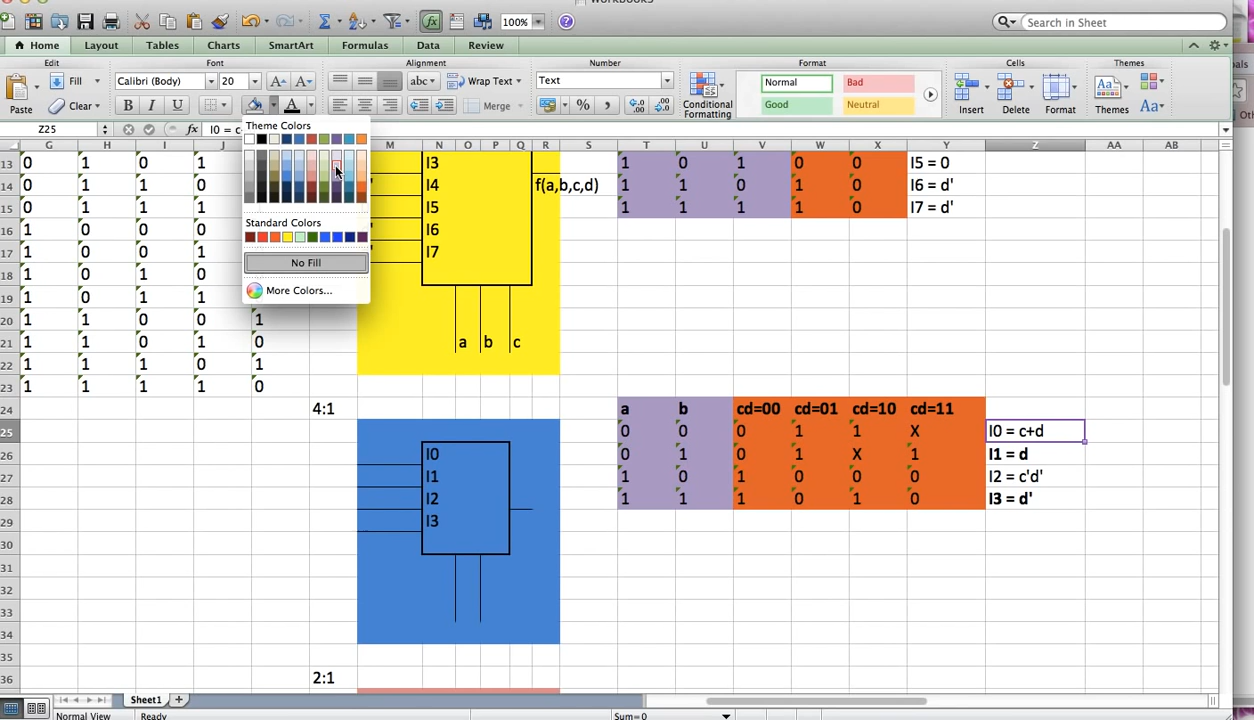 100%
Search in Sheet
Home Layout Tables Charts SmartArt Formulas Data Review
Edit Alignment Number Format Cells Themes
Fill Calibri (Body) 20 A A abc Wrap Text Text Normal Bad
Paste Clear B I U A Merge % , Conditional Formatting Good Neutral Insert Delete Format Themes Aa
Z25 fx I0 = c
Theme Colors
Standard Colors
No Fill
More Colors...
G H I J M N O P Q R S T U V W X Y Z AA AB
13 0 1 0 1 I3 1 0 1 0 0 I5 = 0
14 0 1 1 0 I4 f(a,b,c,d) 1 1 0 1 0 I6 = d'
15 0 1 1 1 I5 1 1 1 1 0 I7 = d'
16 1 0 0 0 I6
17 1 0 0 1 I7
18 1 0 1 0
19 1 0 1 1
20 1 1 0 0 1
21 1 1 0 1 0 a b c
22 1 1 1 0 1
23 1 1 1 1 0
24 4:1 a b cd=00 cd=01 cd=10 cd=11
25 I0 0 0 0 1 1 X I0 = c+d
26 I1 0 1 0 1 X 1 I1 = d
27 I2 1 0 1 0 0 0 I2 = c'd'
28 I3 1 1 1 0 1 0 I3 = d'
29
30
31
32
33
34
35
36 2:1
Sheet1
Normal View Ready Sum=0